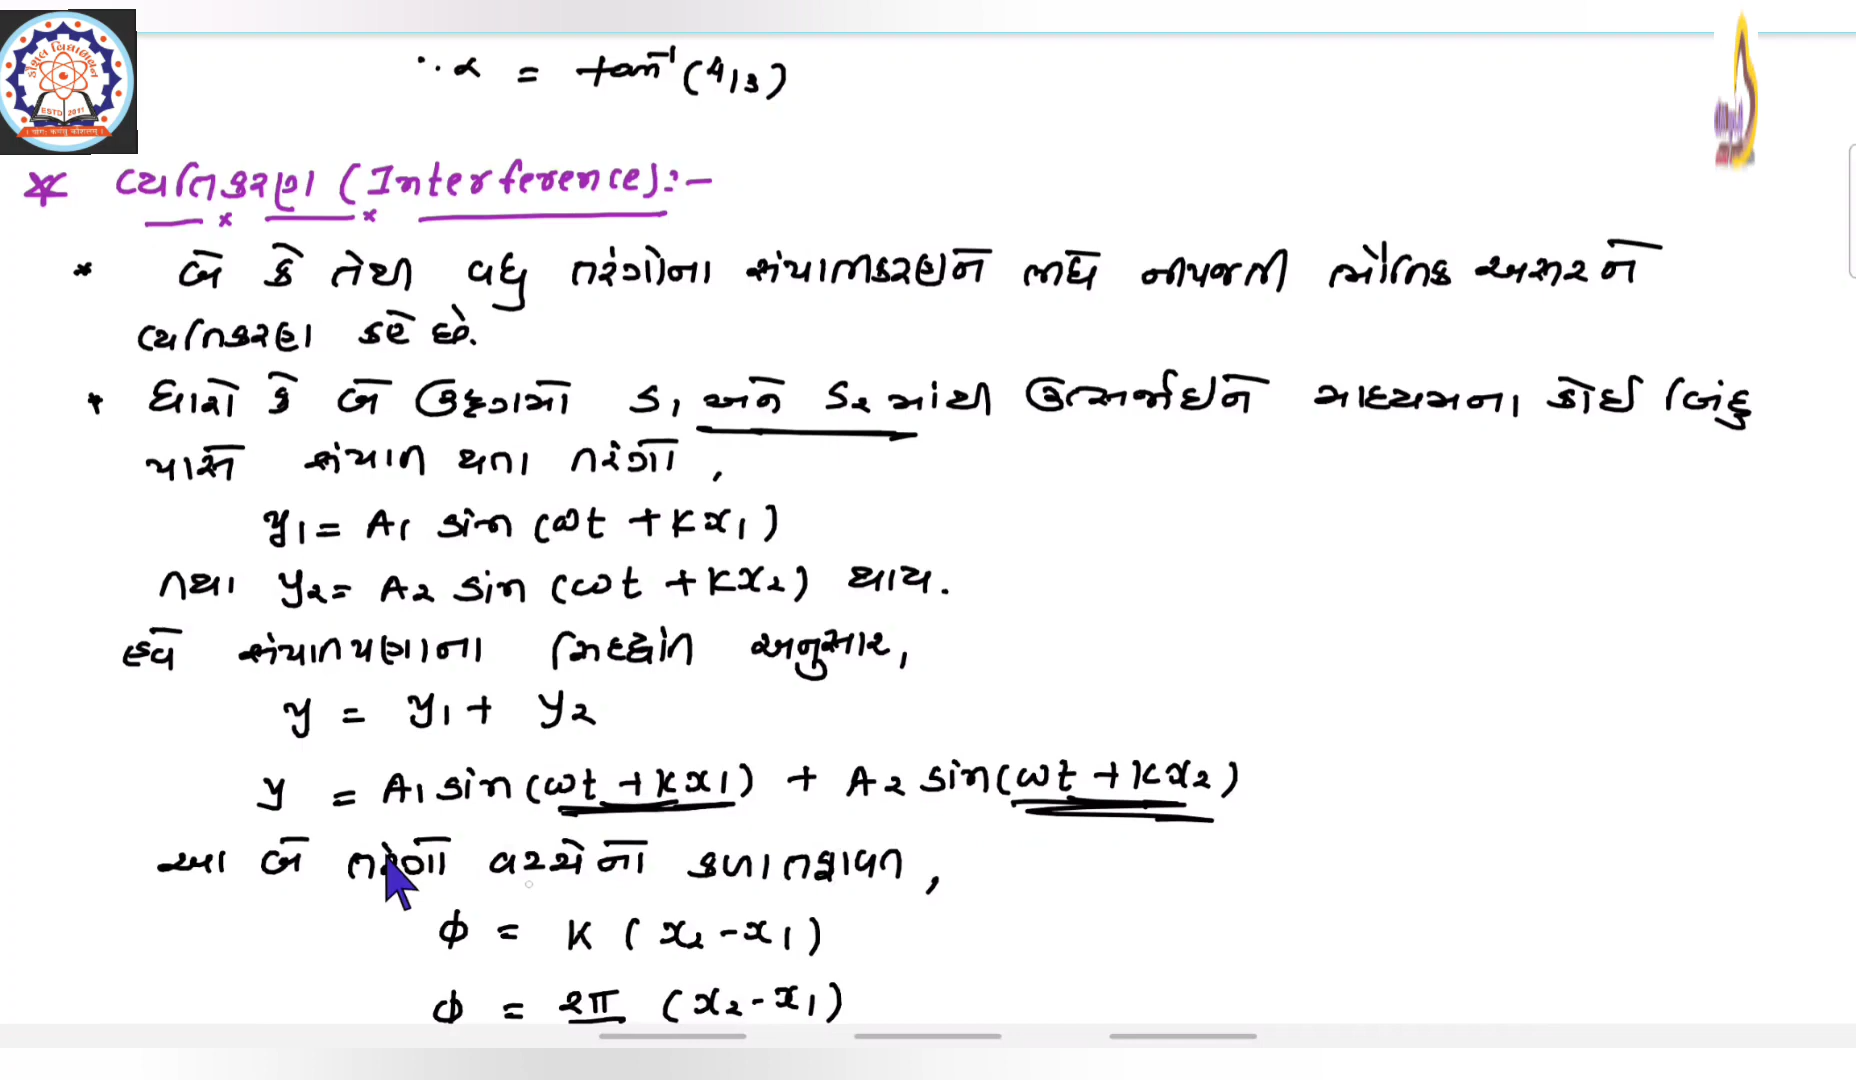 ∴ α = tan⁻¹(4/3)
* વ્યતિકરણ (Interference):-
* બે કે તેથી વધુ તરંગોના સંપાતીકરણને લીધે નીપજતી ભૌતિક અસરને
વ્યતિકરણ કહે છે.
* ધારો કે બે ઉદ્દગમો S₁ અને S₂ માંથી ઉત્સર્જાઈને માધ્યમના કોઈ બિંદુ
પાસે સંપાત થતા તરંગો,
y₁ = A₁ sin (ωt + kx₁)
તથા y₂ = A₂ sin (ωt + kx₂) થાય.
હવે સંપાતપણાના સિદ્ધાંત અનુસાર,
y = y₁ + y₂
y = A₁ sin (ωt + kx₁) + A₂ sin (ωt + kx₂)
આ બે તરંગો વચ્ચેનો કળા તફાવત,
ϕ = K (x₂ - x₁)
ϕ = 2π (x₂ - x₁)